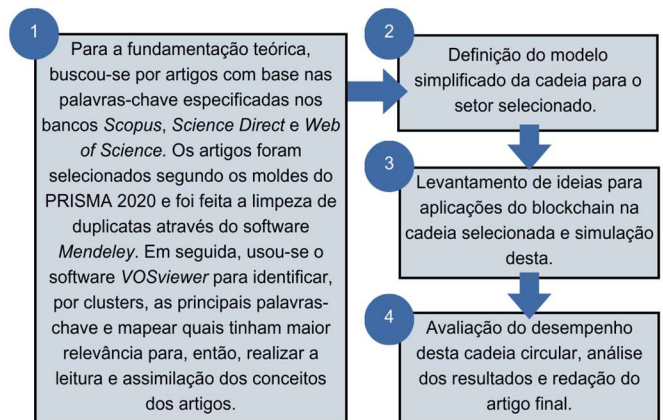 1
Para a fundamentação teórica,
buscou-se por artigos com base nas
palavras-chave especificadas nos
bancos Scopus, Science Direct e Web
of Science. Os artigos foram
selecionados segundo os moldes do
PRISMA 2020 e foi feita a limpeza de
duplicatas através do software
Mendeley. Em seguida, usou-se o
software VOSviewer para identificar,
por clusters, as principais palavras-
chave e mapear quais tinham maior
relevância para, então, realizar a
leitura e assimilação dos conceitos
dos artigos.
2
Definição do modelo
simplificado da cadeia para o
setor selecionado.
3
Levantamento de ideias para
aplicações do blockchain na
cadeia selecionada e simulação
desta.
4
Avaliação do desempenho
desta cadeia circular, análise
dos resultados e redação do
artigo final.